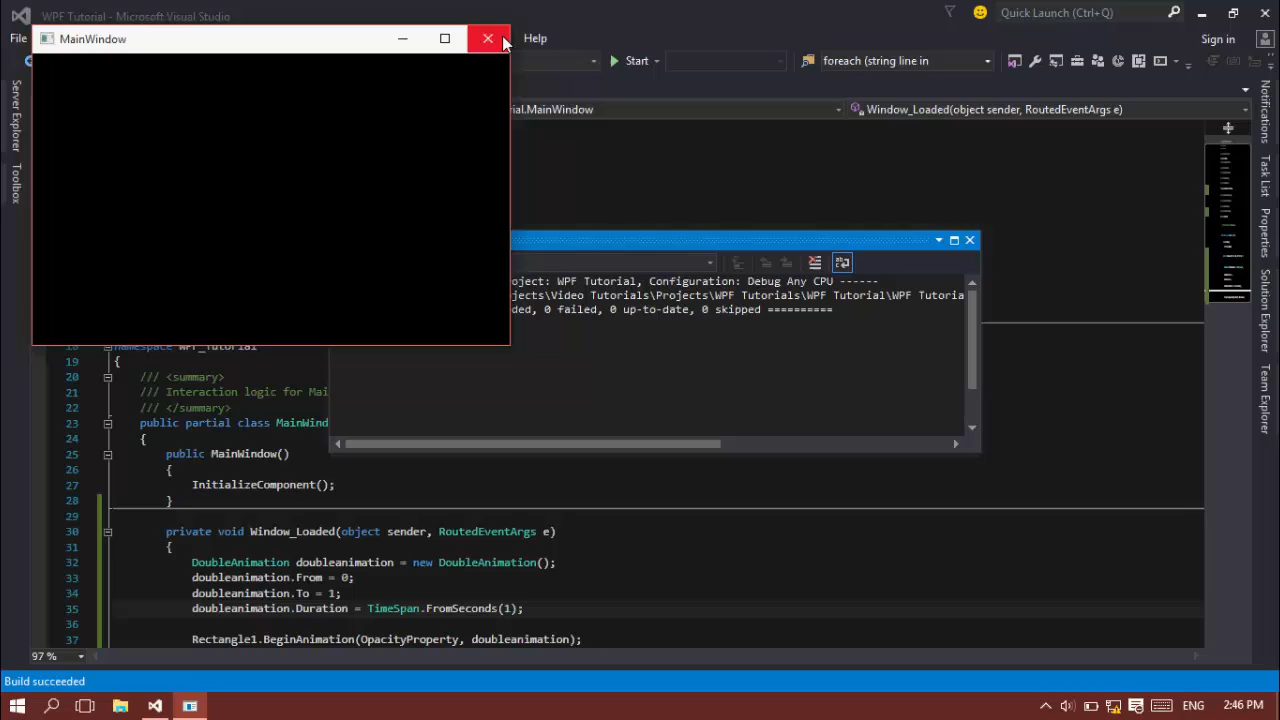 WPF Tutorial - Microsoft Visual Studio
Quick Launch (Ctrl+Q)
MainWindow
File
Help
Start
foreach (string line in
Sign in
.MainWindow
Window_Loaded(object sender, RoutedEventArgs e)
Server Explorer
Toolbox
Notifications
Task List
Properties
Solution Explorer
Team Explorer
oject: WPF Tutorial, Configuration: Debug Any CPU ------
jects\Video Tutorials\Projects\WPF Tutorials\WPF Tutorial\WPF Tutoria
ded, 0 failed, 0 up-to-date, 0 skipped ==========
18 namespace WPF_Tutorial
19 {
20 /// <summary>
21 /// Interaction logic for Mai
22 /// </summary>
23 public partial class MainWind
24 {
25 public MainWindow()
26 {
27 InitializeComponent();
28 }
29
30 private void Window_Loaded(object sender, RoutedEventArgs e)
31 {
32 DoubleAnimation doubleanimation = new DoubleAnimation();
33 doubleanimation.From = 0;
34 doubleanimation.To = 1;
35 doubleanimation.Duration = TimeSpan.FromSeconds(1);
36
37 Rectangle1.BeginAnimation(OpacityProperty, doubleanimation);
97 %
Build succeeded
ENG
2:46 PM